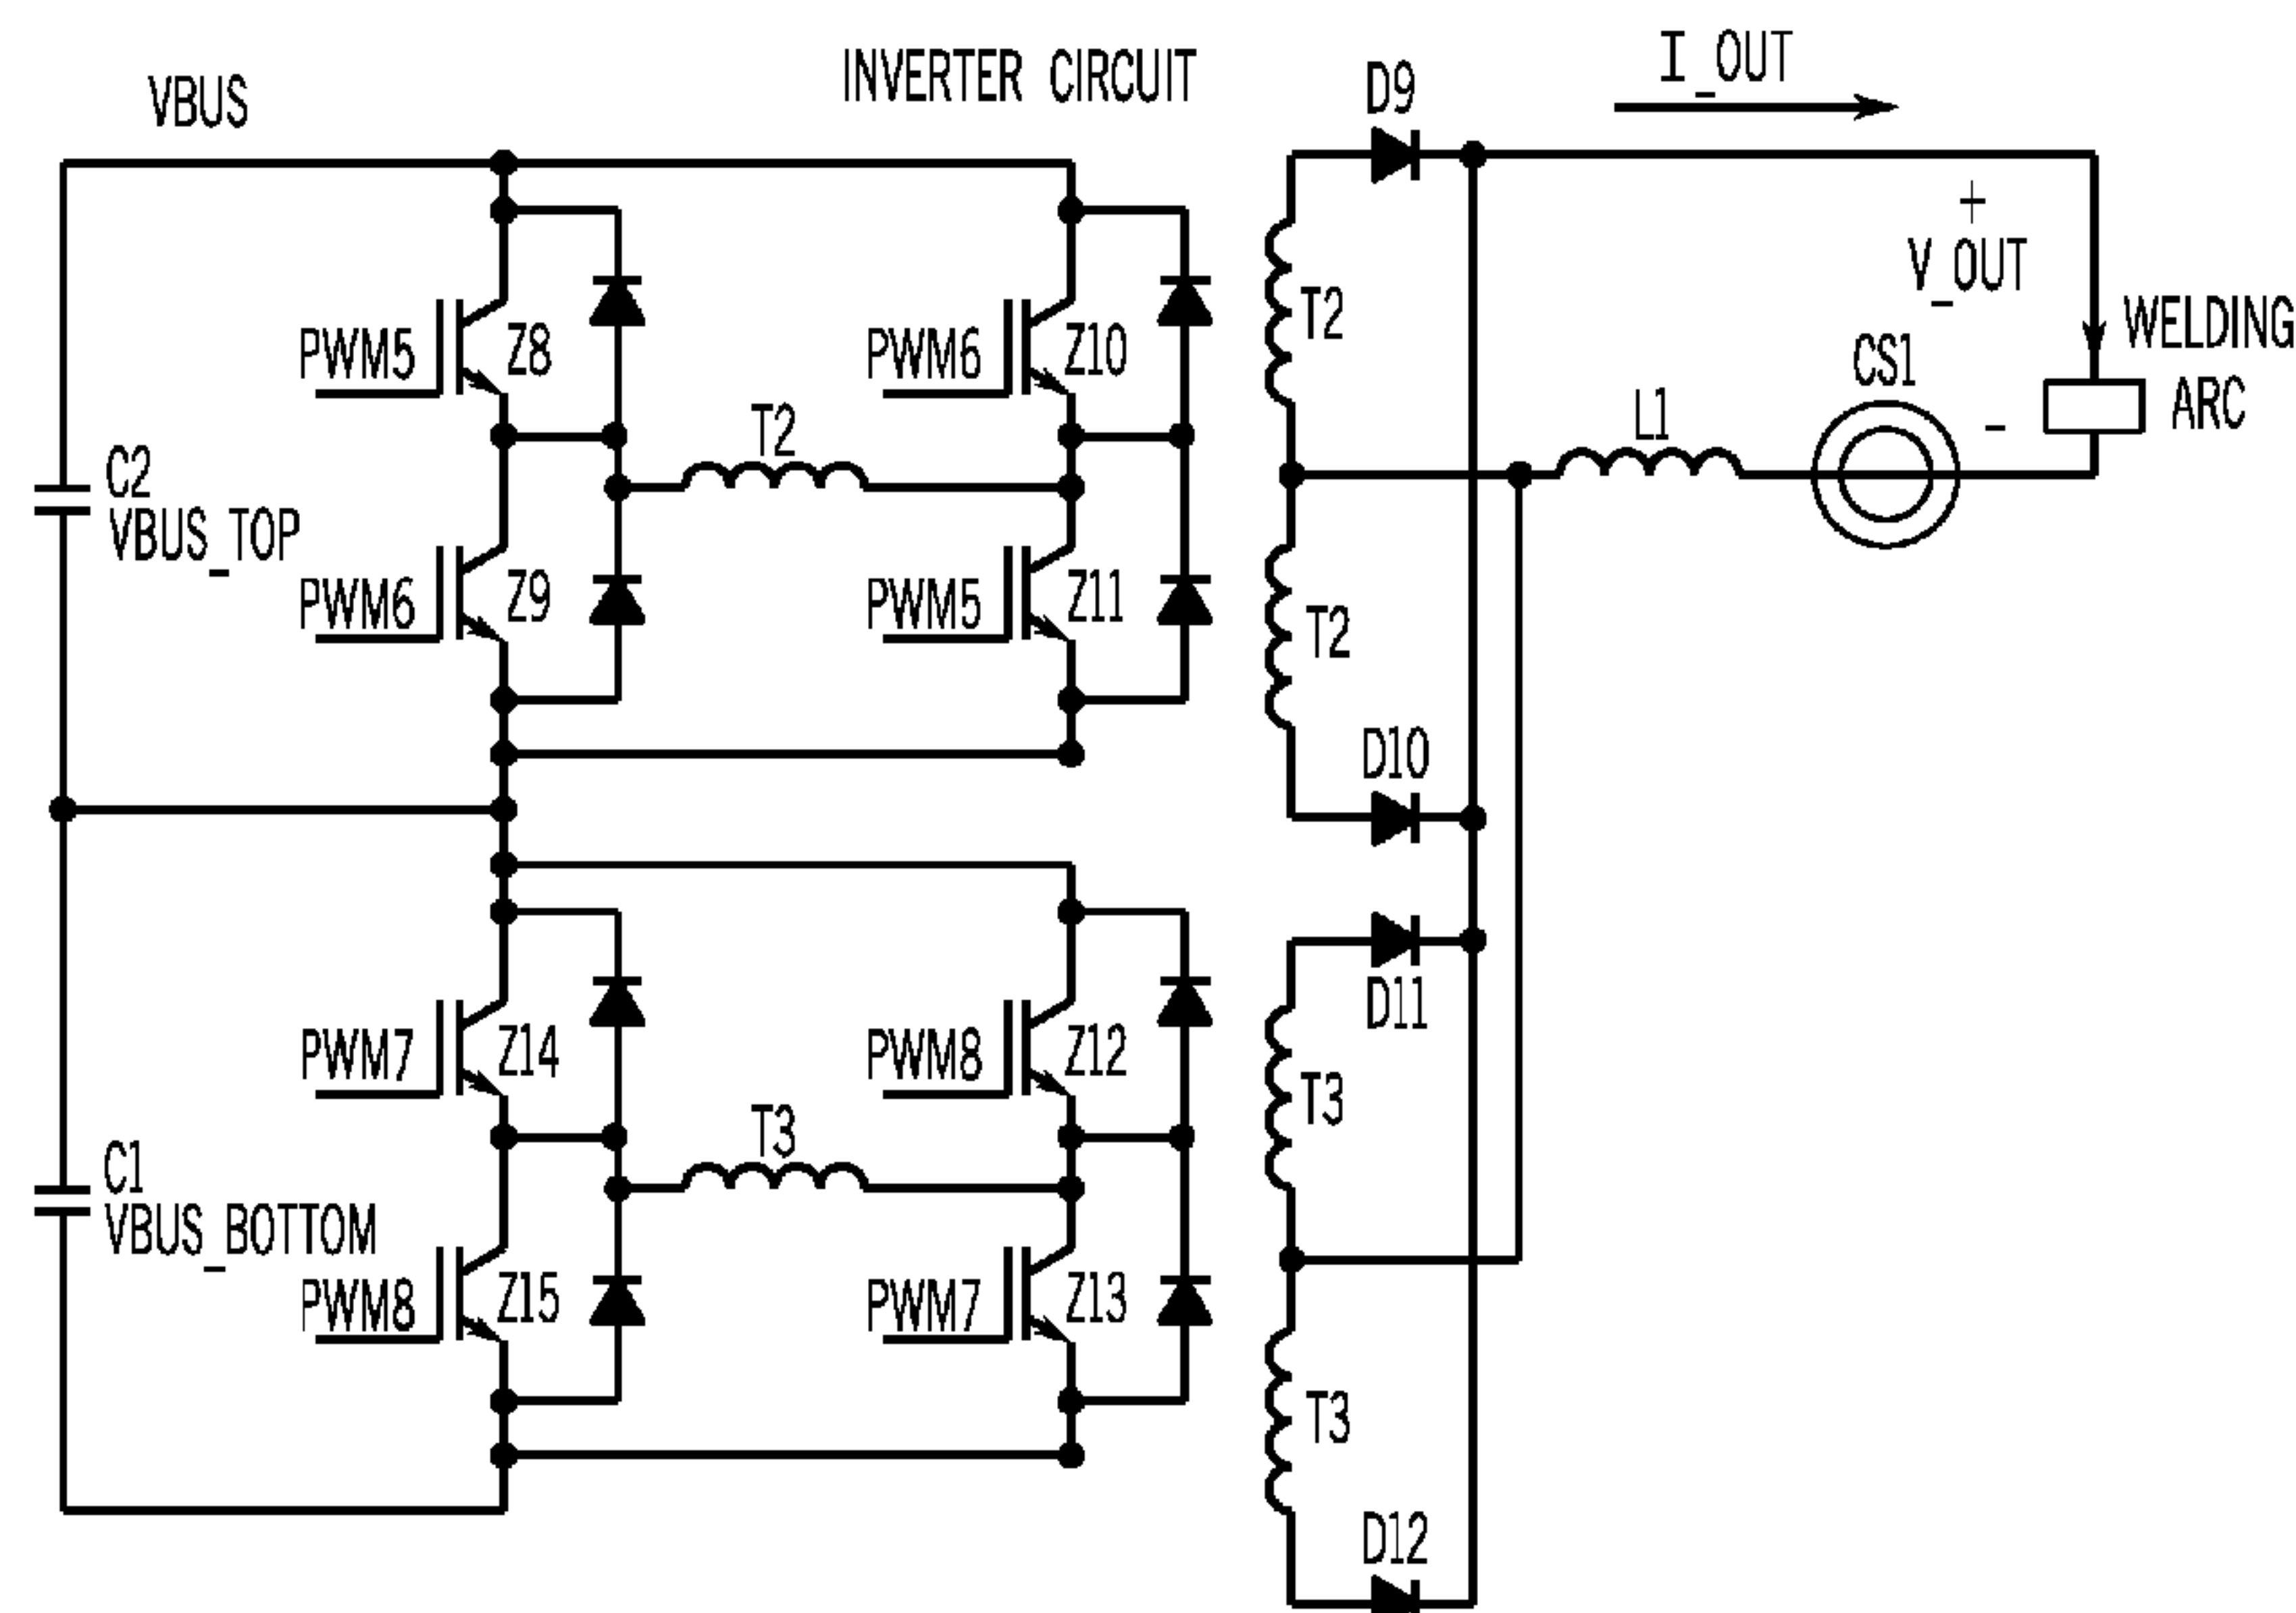 VBUS
INVERTER CIRCUIT
D9
I_OUT
+
V_OUT
WELDING
ARC
CS1
-
L1
T2
PWM5
Z8
PWM6
Z10
T2
C2
VBUS_TOP
PWM6
Z9
PWM5
Z11
T2
D10
D11
PWM7
Z14
PWM8
Z12
T3
T3
C1
VBUS_BOTTOM
PWM8
Z15
PWM7
Z13
T3
D12